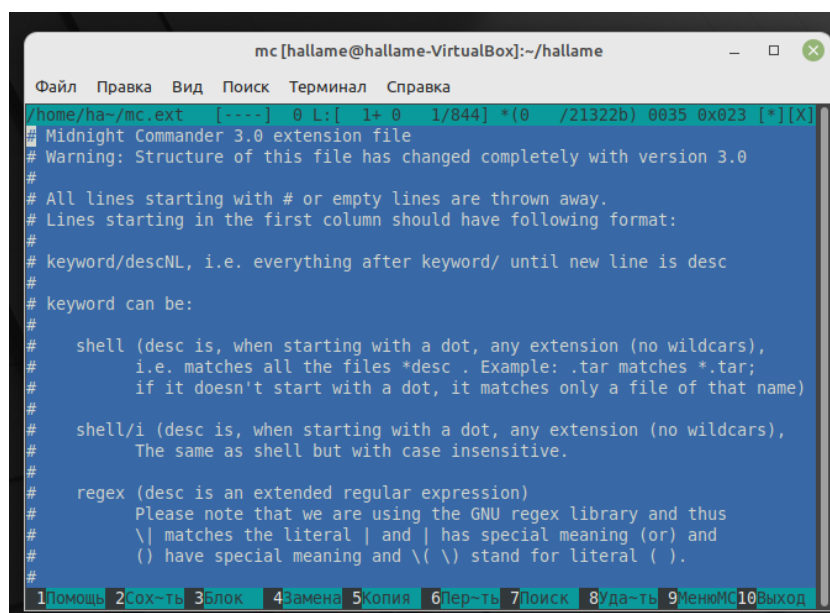 mc [hallame@hallame-VirtualBox]:~/hallame
Файл Правка Вид Поиск Терминал Справка
/home/ha~/mc.ext [----] 0 L:[ 1+ 0 1/844] *(0 /21322b) 0035 0x023 [*][X]
# Midnight Commander 3.0 extension file
# Warning: Structure of this file has changed completely with version 3.0
#
# All lines starting with # or empty lines are thrown away.
# Lines starting in the first column should have following format:
#
# keyword/descNL, i.e. everything after keyword/ until new line is desc
#
# keyword can be:
#
#    shell (desc is, when starting with a dot, any extension (no wildcars),
#          i.e. matches all the files *desc . Example: .tar matches *.tar;
#          if it doesn't start with a dot, it matches only a file of that name)
#
#    shell/i (desc is, when starting with a dot, any extension (no wildcars),
#          The same as shell but with case insensitive.
#
#    regex (desc is an extended regular expression)
#          Please note that we are using the GNU regex library and thus
#          \| matches the literal | and | has special meaning (or) and
#          () have special meaning and \( \) stand for literal ( ).
#
1Помощь 2Сох~ть 3Блок 4Замена 5Копия 6Пер~ть 7Поиск 8Уда~ть 9МенюMC 10Выход